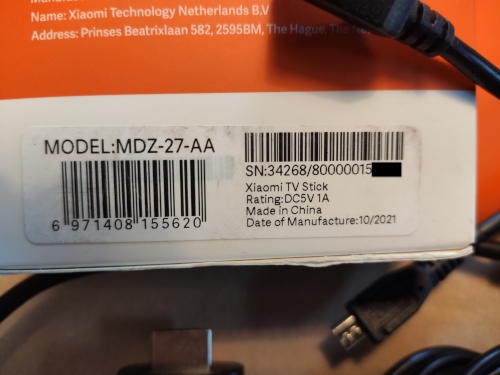 Name: Xiaomi Technology Netherlands B.V
Address: Prinses Beatrixlaan 582, 2595BM, The Hague, The
MODEL:MDZ-27-AA
6 971408 155620
SN:34268/80000015
Xiaomi TV Stick
Rating:DC5V 1A
Made in China
Date of Manufacture:10/2021